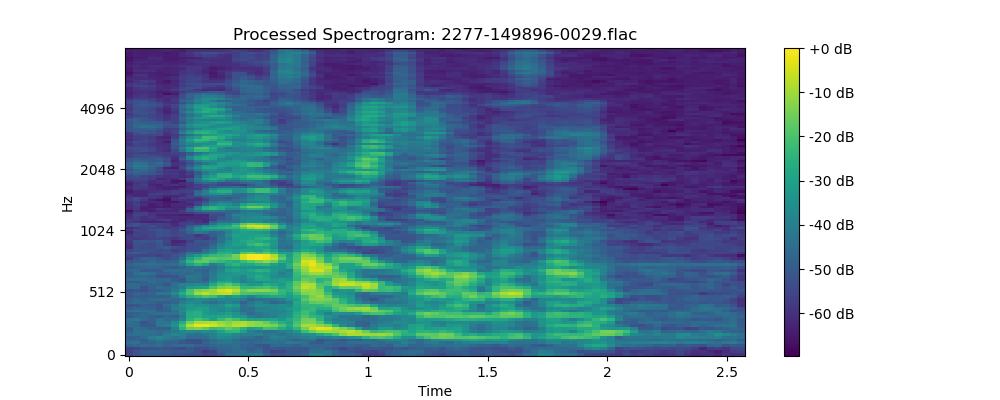 Processed Spectrogram: 2277-149896-0029.flac
+0 dB
4096
-10 dB
-20 dB
2048
-30 dB
Hz
1024
-40 dB
-50 dB
512
-60 dB
0
0 0.5 1 1.5 2 2.5
Time